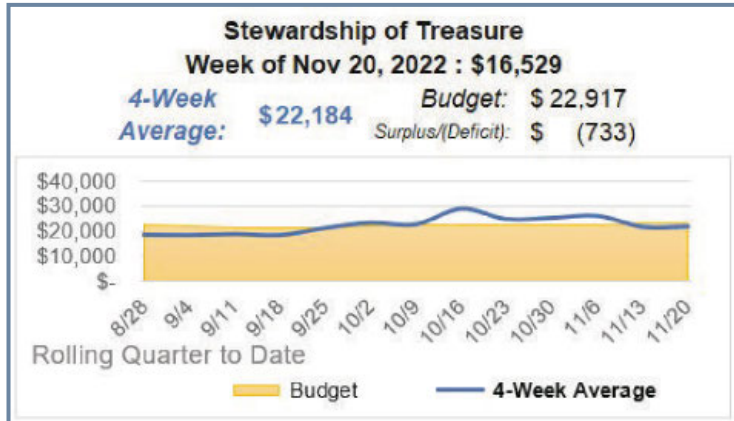 Stewardship of Treasure
Week of Nov 20, 2022 : $16,529
4-Week Average: $22,184
Budget: $ 22,917
Surplus/(Deficit): $ (733)
$40,000
$30,000
$20,000
$10,000
$-
8/28 9/4 9/11 9/18 9/25 10/2 10/9 10/16 10/23 10/30 11/6 11/13 11/20
Rolling Quarter to Date
Budget 4-Week Average